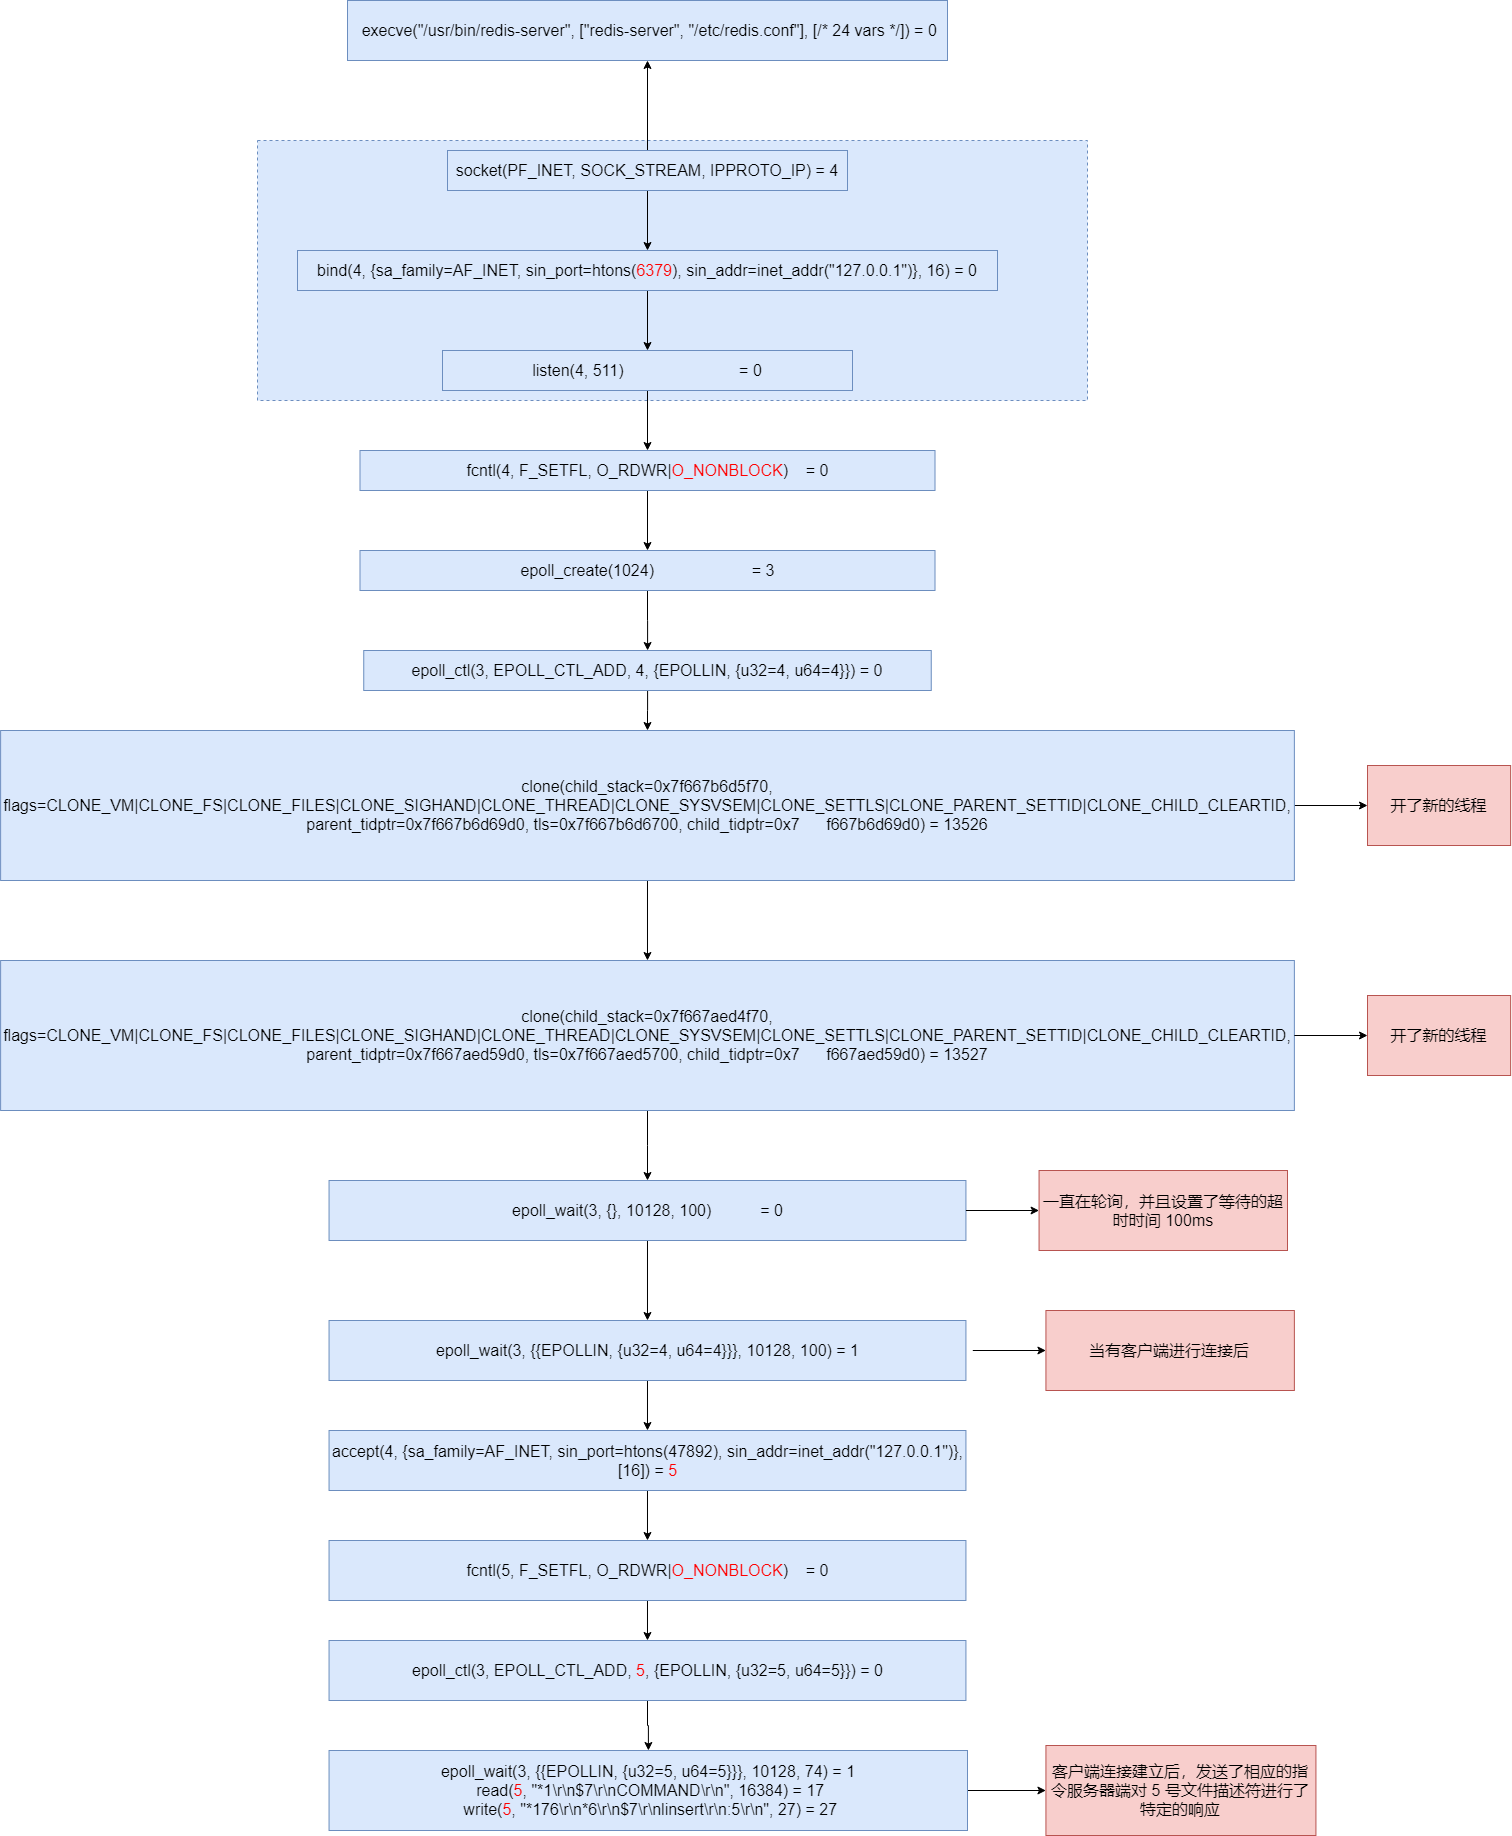 execve("/usr/bin/redis-server", ["redis-server", "/etc/redis.conf"], [/* 24 vars */]) = 0
socket(PF_INET, SOCK_STREAM, IPPROTO_IP) = 4
bind(4, {sa_family=AF_INET, sin_port=htons(6379), sin_addr=inet_addr("127.0.0.1")}, 16) = 0
listen(4, 511) = 0
fcntl(4, F_SETFL, O_RDWR|O_NONBLOCK) = 0
epoll_create(1024) = 3
epoll_ctl(3, EPOLL_CTL_ADD, 4, {EPOLLIN, {u32=4, u64=4}}) = 0
clone(child_stack=0x7f667b6d5f70,
flags=CLONE_VM|CLONE_FS|CLONE_FILES|CLONE_SIGHAND|CLONE_THREAD|CLONE_SYSVSEM|CLONE_SETTLS|CLONE_PARENT_SETTID|CLONE_CHILD_CLEARTID,
parent_tidptr=0x7f667b6d69d0, tls=0x7f667b6d6700, child_tidptr=0x7 f667b6d69d0) = 13526
开了新的线程
clone(child_stack=0x7f667aed4f70,
flags=CLONE_VM|CLONE_FS|CLONE_FILES|CLONE_SIGHAND|CLONE_THREAD|CLONE_SYSVSEM|CLONE_SETTLS|CLONE_PARENT_SETTID|CLONE_CHILD_CLEARTID,
parent_tidptr=0x7f667aed59d0, tls=0x7f667aed5700, child_tidptr=0x7 f667aed59d0) = 13527
开了新的线程
epoll_wait(3, {}, 10128, 100) = 0
一直在轮询，并且设置了等待的超
时时间 100ms
epoll_wait(3, {{EPOLLIN, {u32=4, u64=4}}}, 10128, 100) = 1
当有客户端进行连接后
accept(4, {sa_family=AF_INET, sin_port=htons(47892), sin_addr=inet_addr("127.0.0.1")},
[16]) = 5
fcntl(5, F_SETFL, O_RDWR|O_NONBLOCK) = 0
epoll_ctl(3, EPOLL_CTL_ADD, 5, {EPOLLIN, {u32=5, u64=5}}) = 0
epoll_wait(3, {{EPOLLIN, {u32=5, u64=5}}}, 10128, 74) = 1
read(5, "*1\r\n$7\r\nCOMMAND\r\n", 16384) = 17
write(5, "*176\r\n*6\r\n$7\r\nlinsert\r\n:5\r\n", 27) = 27
客户端连接建立后，发送了相应的指
令服务器端对 5 号文件描述符进行了
特定的响应